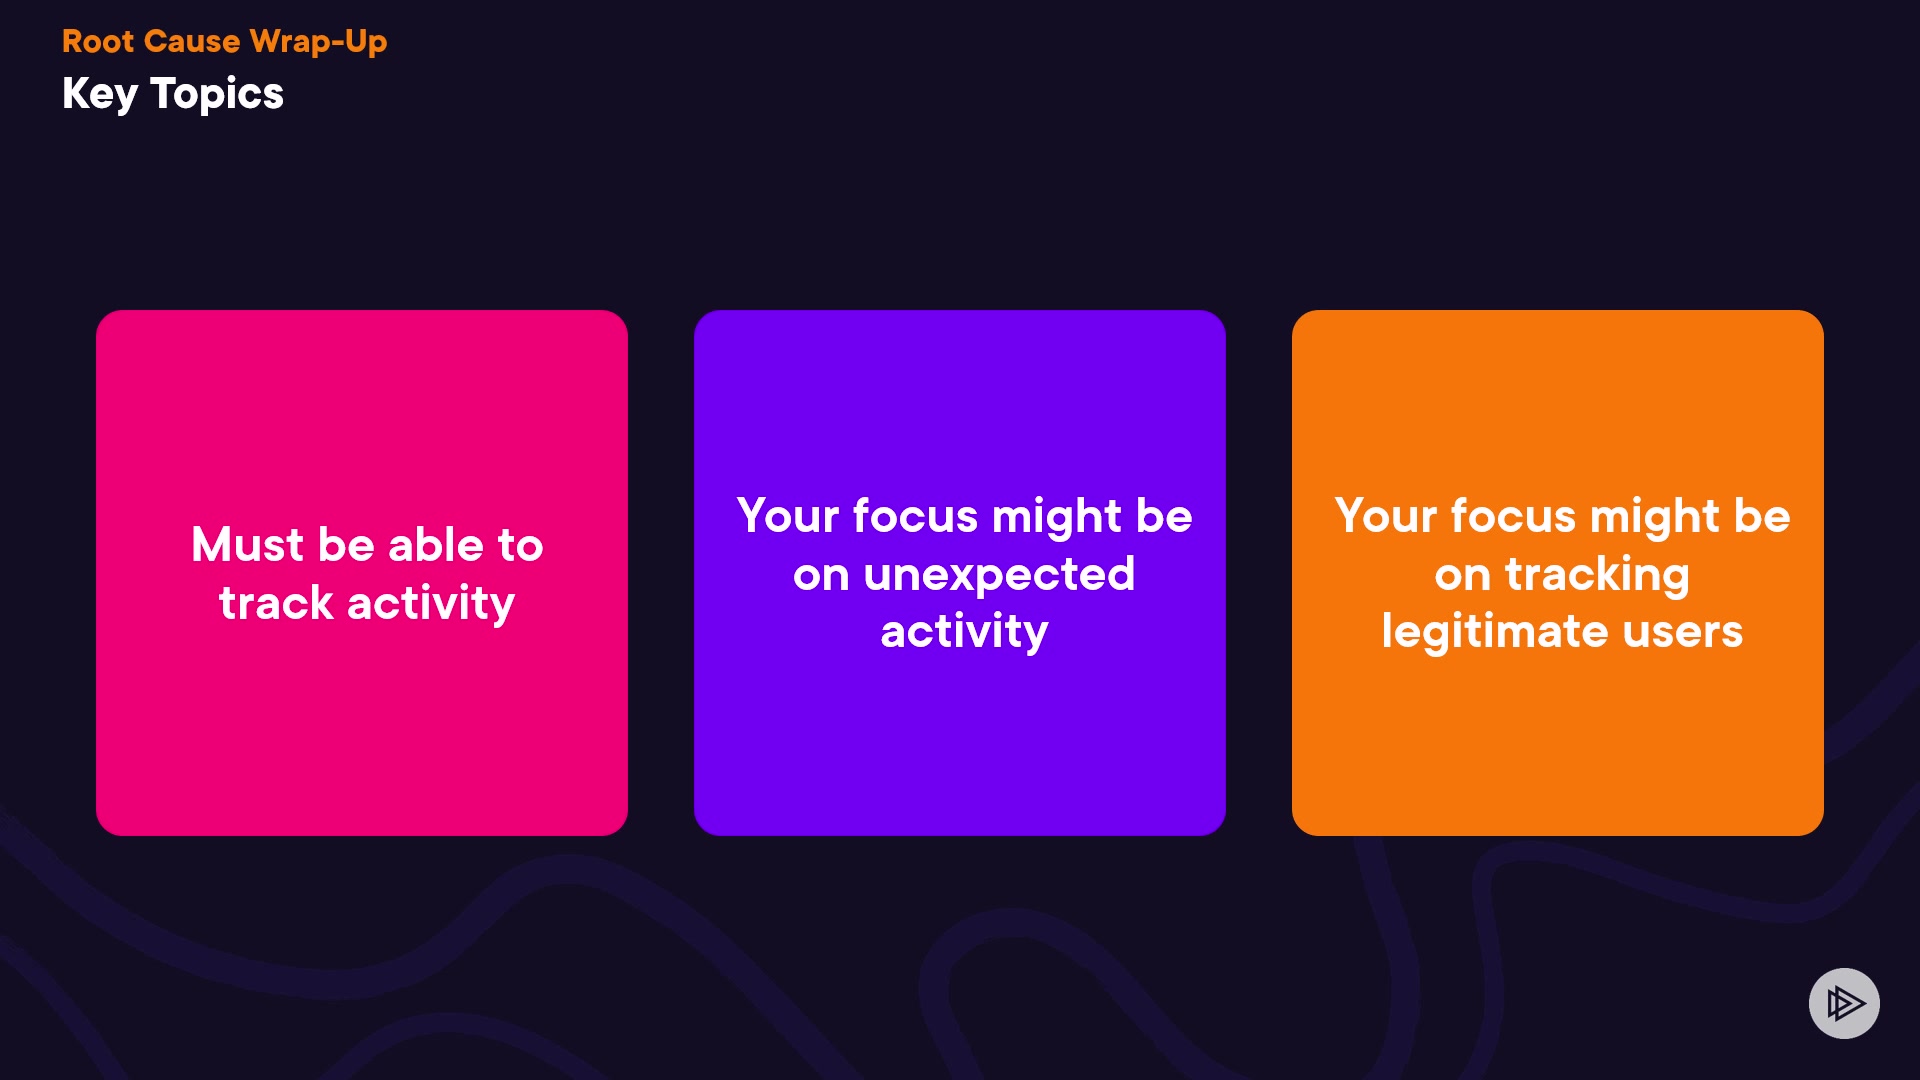 Root Cause Wrap-Up
Key Topics
Must be able to
track activity
Your focus might be
on unexpected
activity
Your focus might be
on tracking
legitimate users